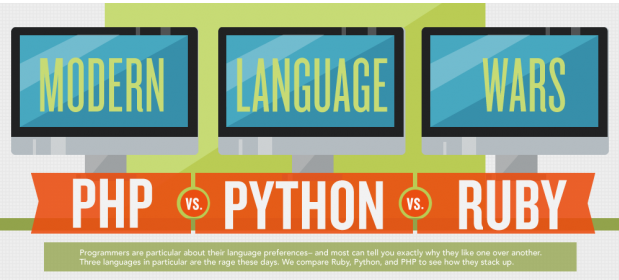 MODERN LANGUAGE WARS
PHP VS. PYTHON VS. RUBY
Programmers are particular about their language preferences– and most can tell you exactly why they like one over another.
Three languages in particular are the rage these days. We compare Ruby, Python, and PHP to see how they stack up.